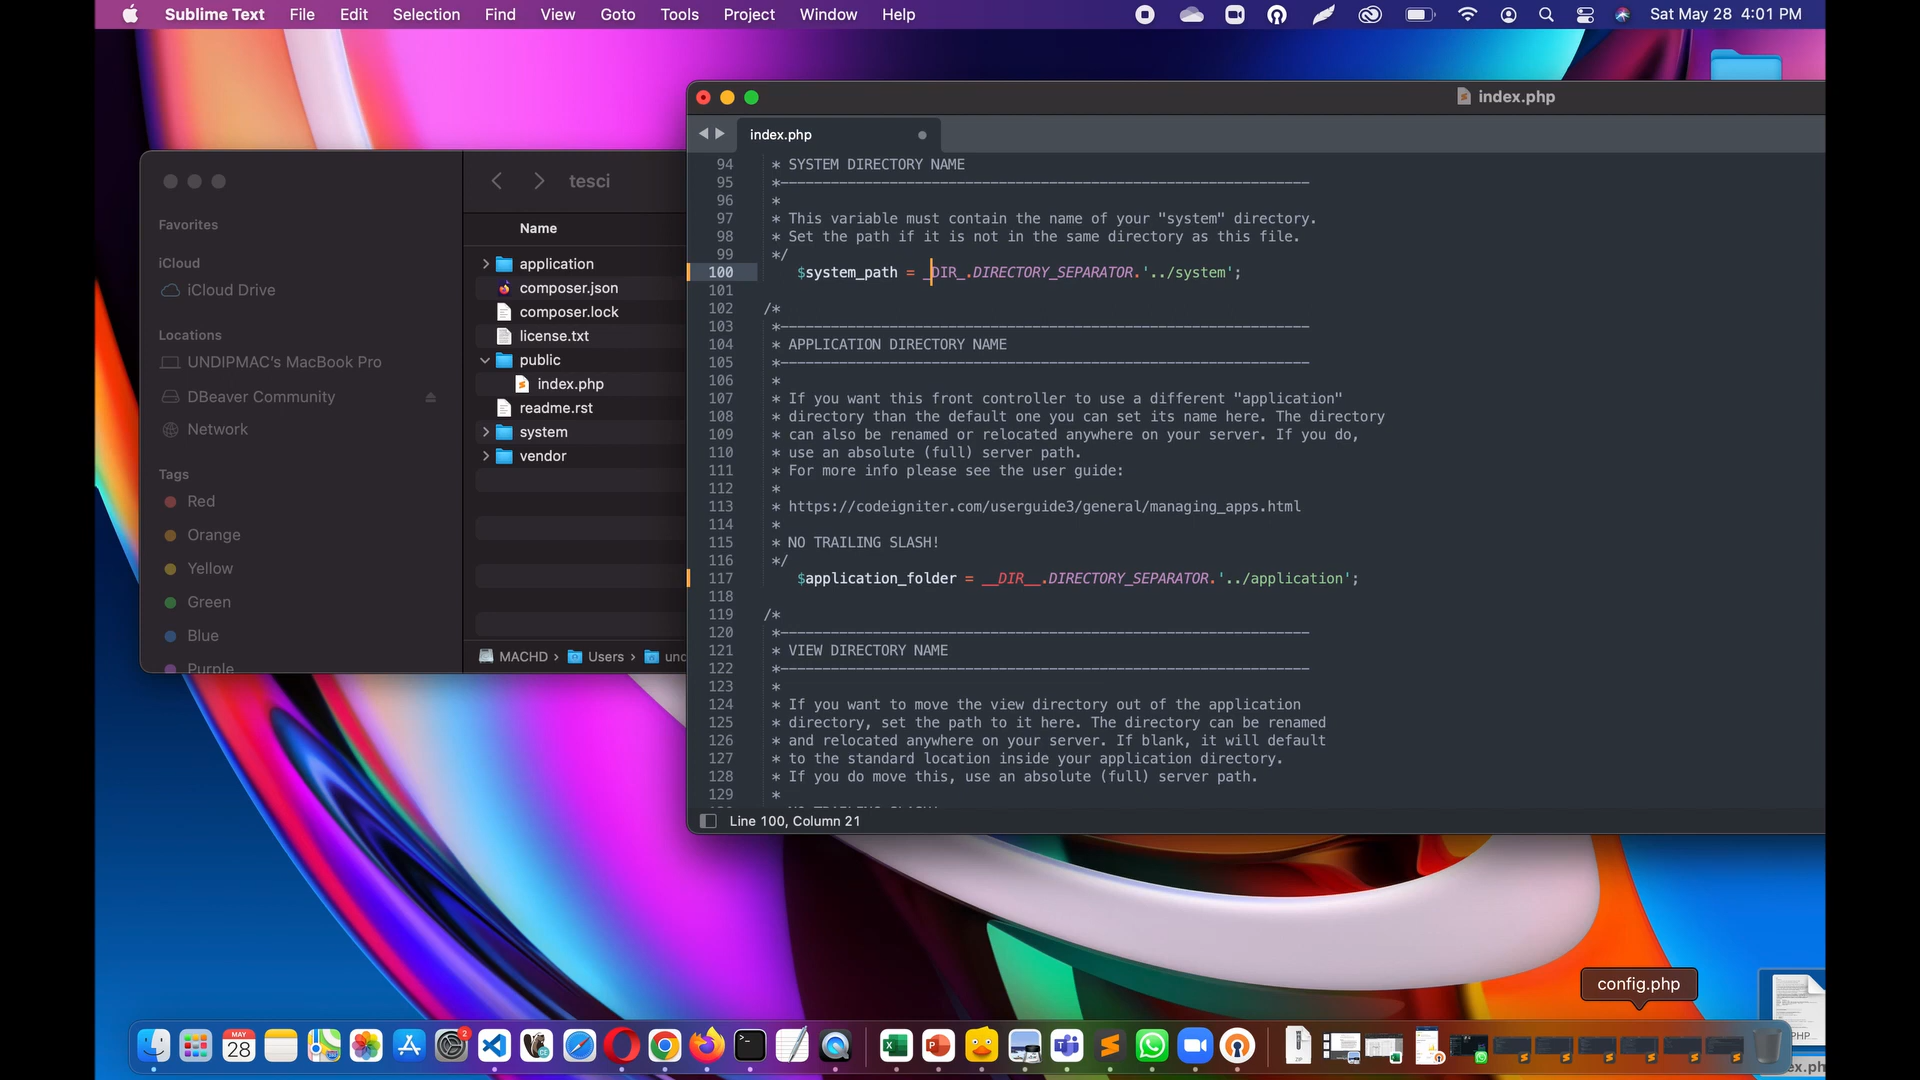 Sublime Text File Edit Selection Find View Goto Tools Project Window Help Sat May 28 4:01 PM
index.php
index.php
94 * SYSTEM DIRECTORY NAME
95 *---------------------------------------------------------------
96 *
97 * This variable must contain the name of your "system" directory.
98 * Set the path if it is not in the same directory as this file.
99 */
100 $system_path = _DIR_.DIRECTORY_SEPARATOR.'../system';
101
102 /*
103 *---------------------------------------------------------------
104 * APPLICATION DIRECTORY NAME
105 *---------------------------------------------------------------
106 *
107 * If you want this front controller to use a different "application"
108 * directory than the default one you can set its name here. The directory
109 * can also be renamed or relocated anywhere on your server. If you do,
110 * use an absolute (full) server path.
111 * For more info please see the user guide:
112 *
113 * https://codeigniter.com/userguide3/general/managing_apps.html
114 *
115 * NO TRAILING SLASH!
116 */
117 $application_folder = __DIR__.DIRECTORY_SEPARATOR.'../application';
118
119 /*
120 *---------------------------------------------------------------
121 * VIEW DIRECTORY NAME
122 *---------------------------------------------------------------
123 *
124 * If you want to move the view directory out of the application
125 * directory, set the path to it here. The directory can be renamed
126 * and relocated anywhere on your server. If blank, it will default
127 * to the standard location inside your application directory.
128 * If you do move this, use an absolute (full) server path.
129 *
Line 100, Column 21
tesci
Favorites
iCloud
iCloud Drive
Locations
UNDIPMAC's MacBook Pro
DBeaver Community
Network
Tags
Red
Orange
Yellow
Green
Blue
Purple
Name
application
composer.json
composer.lock
license.txt
public
index.php
readme.rst
system
vendor
MACHD › Users › und
config.php
MAY
28
2
ZIP
PHP